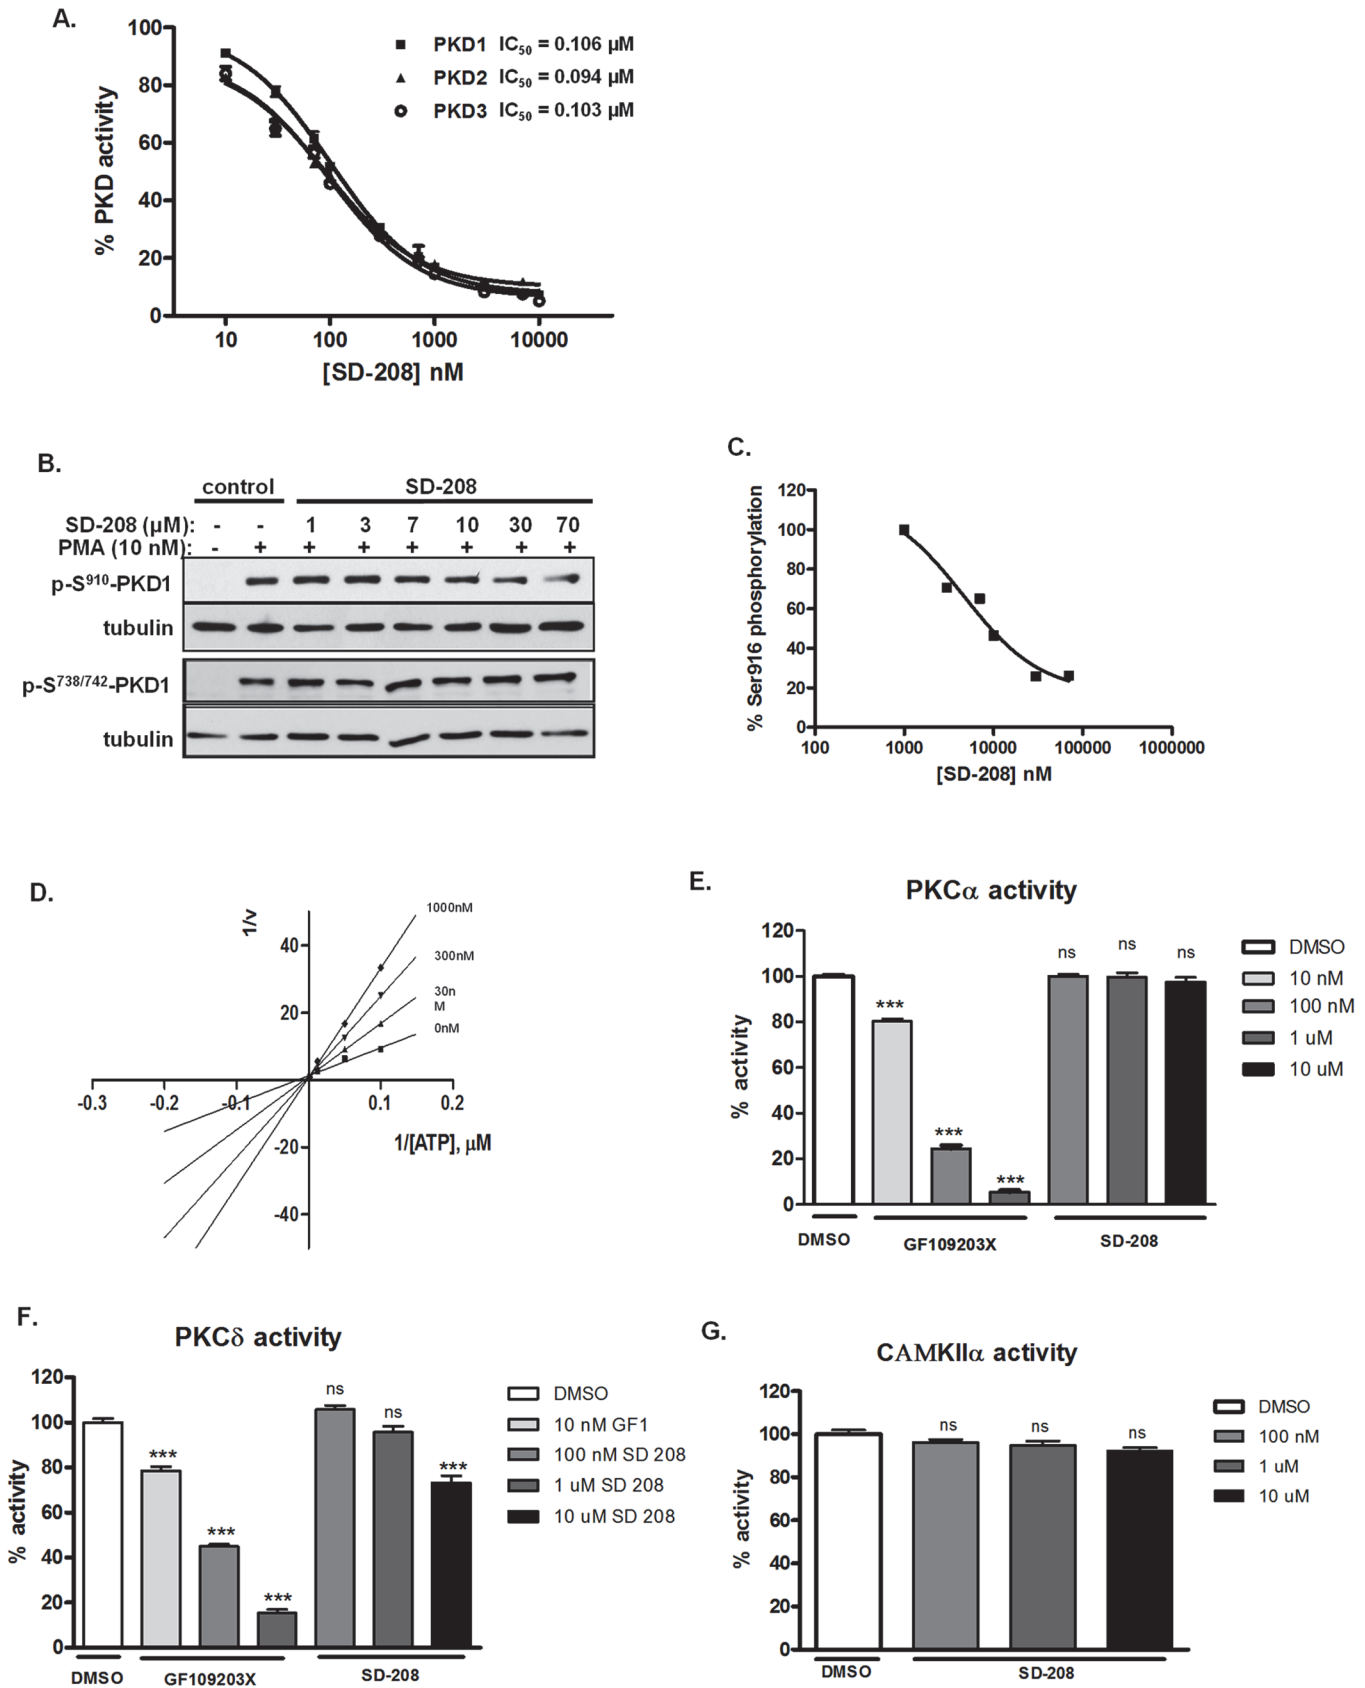 A.
100
80
60
40
20
0
% PKD activity
PKD1 IC50 = 0.106 µM
PKD2 IC50 = 0.094 µM
PKD3 IC50 = 0.103 µM
10 100 1000 10000
[SD-208] nM
B.
control SD-208
SD-208 (µM): - - 1 3 7 10 30 70
PMA (10 nM): - + + + + + + +
p-S910-PKD1
tubulin
p-S738/742-PKD1
tubulin
C.
120
100
80
60
40
20
0
% Ser916 phosphorylation
100 1000 10000 100000 1000000
[SD-208] nM
D.
1/v
1000nM
300nM
30n
M
0nM
40
20
-20
-40
-0.3 -0.2 -0.1 0.1 0.2
1/[ATP], µM
E.
PKCα activity
120
100
80
60
40
20
0
% activity
*** *** *** ns ns ns
DMSO GF109203X SD-208
DMSO
10 nM
100 nM
1 uM
10 uM
F.
PKCδ activity
120
100
80
60
40
20
0
% activity
*** *** *** ns ns ***
DMSO GF109203X SD-208
DMSO
10 nM GF1
100 nM SD 208
1 uM SD 208
10 uM SD 208
G.
CAMKIIα activity
120
100
80
60
40
20
0
% activity
ns ns ns
DMSO SD-208
DMSO
100 nM
1 uM
10 uM